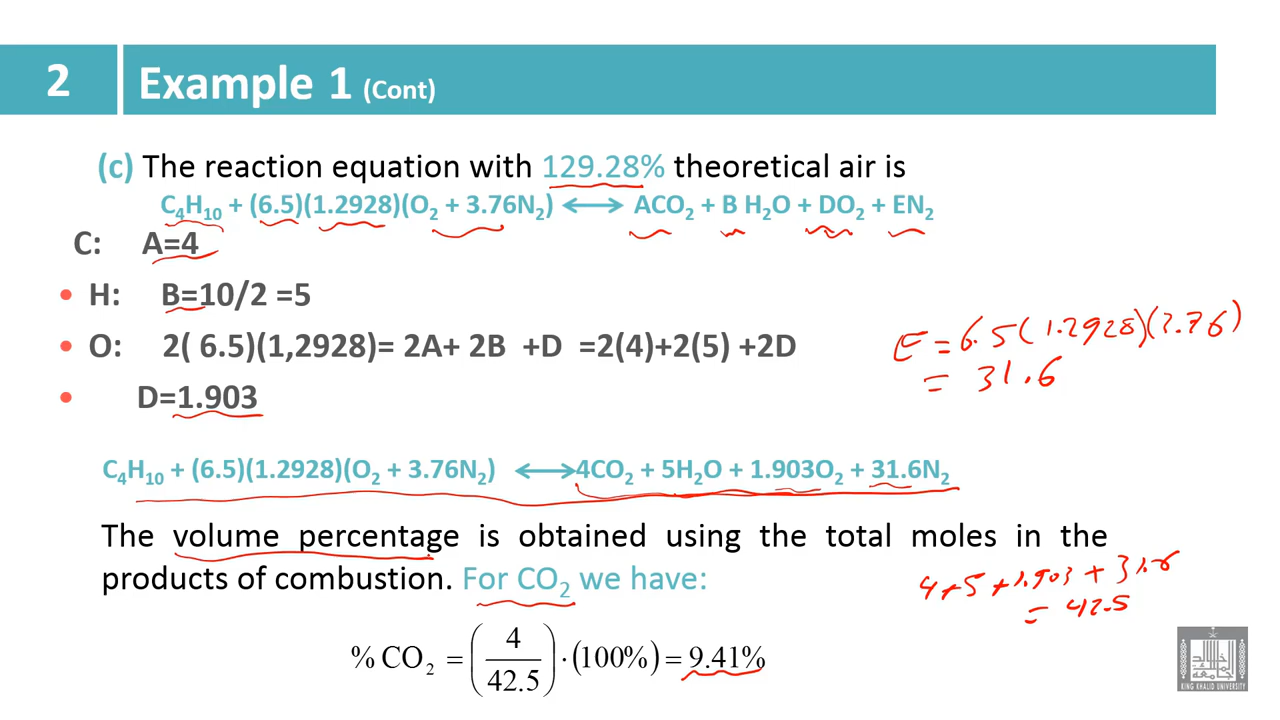 2
Example 1 (Cont)
(c) The reaction equation with 129.28% theoretical air is
C₄H₁₀ + (6.5)(1.2928)(O₂ + 3.76N₂) ⟷ ACO₂ + B H₂O + DO₂ + EN₂
C: A=4
• H: B=10/2 =5
• O: 2( 6.5)(1,2928)= 2A+ 2B +D =2(4)+2(5) +2D
• D=1.903
E = 6.5(1.2928)(3.76)
= 31.6
C₄H₁₀ + (6.5)(1.2928)(O₂ + 3.76N₂) ⟷ 4CO₂ + 5H₂O + 1.903O₂ + 31.6N₂
The volume percentage is obtained using the total moles in the
products of combustion. For CO₂ we have:
4+5+1.903+31.6
= 42.5
% CO₂ = (4/42.5)·(100%) = 9.41%
KING KHALID UNIVERSITY